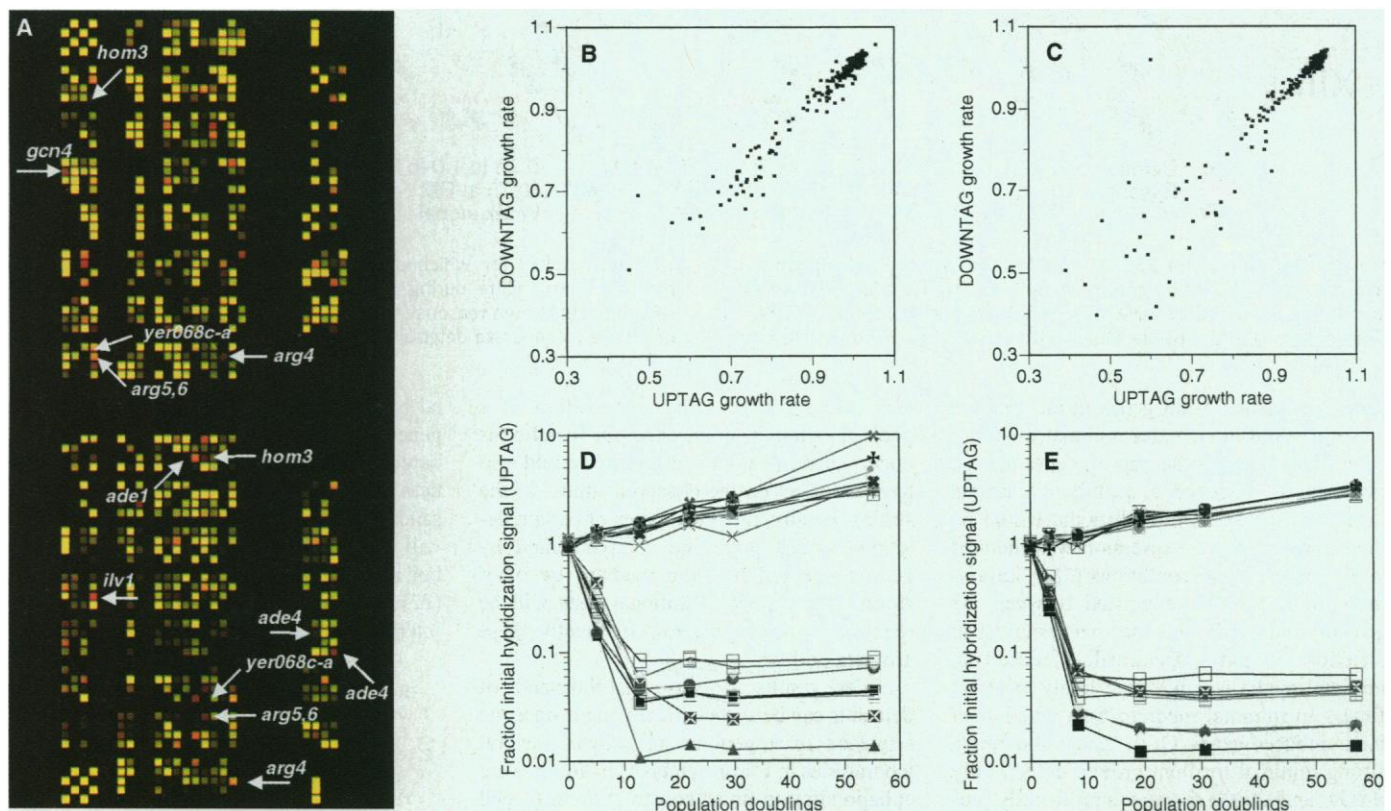 A
hom3
gcn4
yer068c-a
arg4
arg5,6
hom3
ade1
ilv1
ade4
yer068c-a
ade4
arg5,6
arg4
B
DOWNTAG growth rate
1.1
0.9
0.7
0.5
0.3
0.3 0.5 0.7 0.9 1.1
UPTAG growth rate
C
DOWNTAG growth rate
1.1
0.9
0.7
0.5
0.3
0.3 0.5 0.7 0.9 1.1
UPTAG growth rate
D
Fraction initial hybridization signal (UPTAG)
10
1
0.1
0.01
0 10 20 30 40 50 60
Population doublings
E
Fraction initial hybridization signal (UPTAG)
10
1
0.1
0.01
0 10 20 30 40 50 60
Population doublings